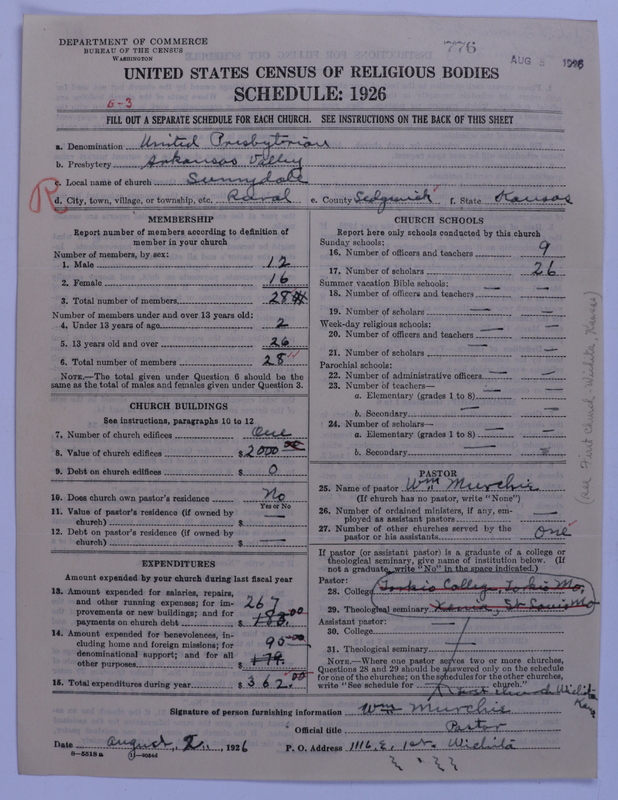 DEPARTMENT OF COMMERCE
BUREAU OF THE CENSUS
WASHINGTON
776
AUG 5 1926
UNITED STATES CENSUS OF RELIGIOUS BODIES
SCHEDULE: 1926
6-3
FILL OUT A SEPARATE SCHEDULE FOR EACH CHURCH. SEE INSTRUCTIONS ON THE BACK OF THIS SHEET
a. Denomination United Presbyterian
b. Presbytery Arkansas Valley
c. Local name of church Sunnydale
R
d. City, town, village, or township, etc. Rural e. County Sedgwick f. State Kansas
MEMBERSHIP
Report number of members according to definition of
member in your church
Number of members, by sex:
1. Male 12
2. Female 16
3. Total number of members 28
Number of members under and over 13 years old:
4. Under 13 years of age 2
5. 13 years old and over 26
6. Total number of members 28
NOTE.—The total given under Question 6 should be the
same as the total of males and females given under Question 3.
CHURCH BUILDINGS
See instructions, paragraphs 10 to 12
7. Number of church edifices One
8. Value of church edifices $2000.00
9. Debt on church edifices $0
10. Does church own pastor's residence No
Yes or No
11. Value of pastor's residence (if owned by
church) $ —
12. Debt on pastor's residence (if owned by
church) $ —
EXPENDITURES
Amount expended by your church during last fiscal year
13. Amount expended for salaries, repairs,
and other running expenses; for im-
provements on new buildings; and for
payments on church debt $ 267
14. Amount expended for benevolences, in-
cluding home and foreign missions; for
denominational support; and for all
other purposes $ 95.00
179.
15. Total expenditures during year $362.00
CHURCH SCHOOLS
Report here only schools conducted by this church
Sunday schools:
16. Number of officers and teachers 9
17. Number of scholars 26
Summer vacation Bible schools:
18. Number of officers and teachers —
19. Number of scholars —
Week-day religious schools:
20. Number of officers and teachers —
21. Number of scholars —
Parochial schools:
22. Number of administrative officers —
23. Number of teachers—
a. Elementary (grades 1 to 8) —
b. Secondary —
24. Number of scholars—
a. Elementary (grades 1 to 8) —
b. Secondary —
PASTOR
25. Name of pastor Wm Murchie
(If church has no pastor, write "None")
26. Number of ordained ministers, if any, em-
ployed as assistant pastors —
27. Number of other churches served by the
pastor or his assistants One
If pastor (or assistant pastor) is a graduate of a college or
theological seminary, give name of institution below. (If
not a graduate, write "No" in the space indicated.)
Pastor:
28. College Tarkio College, Tarkio Mo.
29. Theological seminary Xenia, St Louis Mo
Assistant pastor:
30. College
31. Theological seminary
NOTE.—Where one pastor serves two or more churches,
Questions 28 and 29 should be answered only on the schedule
for one of the churches; on the schedules for the other churches,
write "See schedule for church."
First Church Wichita
Kans
(see First Church, Wichita, Kansas)
Signature of person furnishing information Wm Murchie
Official title Pastor
Date August 2, 1926 P. O. Address 1116 E. 1st. Wichita
8—5518a